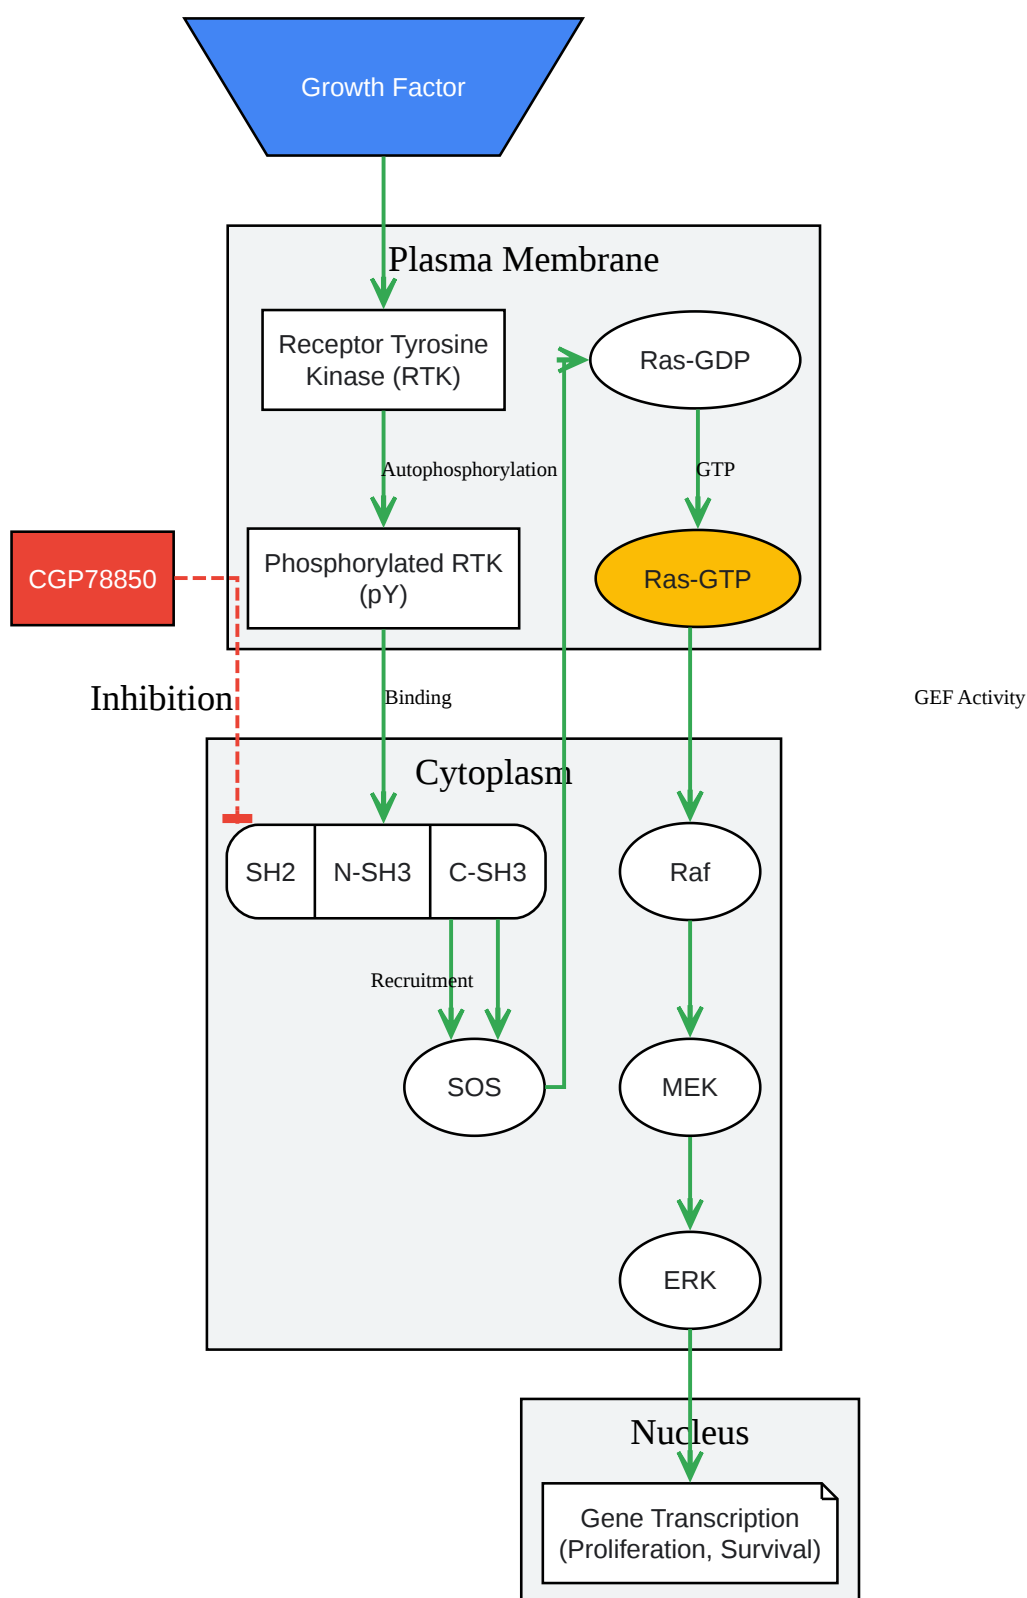 Growth Factor
Plasma Membrane
Receptor Tyrosine
Kinase (RTK)
Ras-GDP
Autophosphorylation
GTP
CGP78850
Phosphorylated RTK
(pY)
Ras-GTP
Inhibition
Binding
GEF Activity
Cytoplasm
SH2
N-SH3
C-SH3
Raf
Recruitment
SOS
MEK
ERK
Nucleus
Gene Transcription
(Proliferation, Survival)